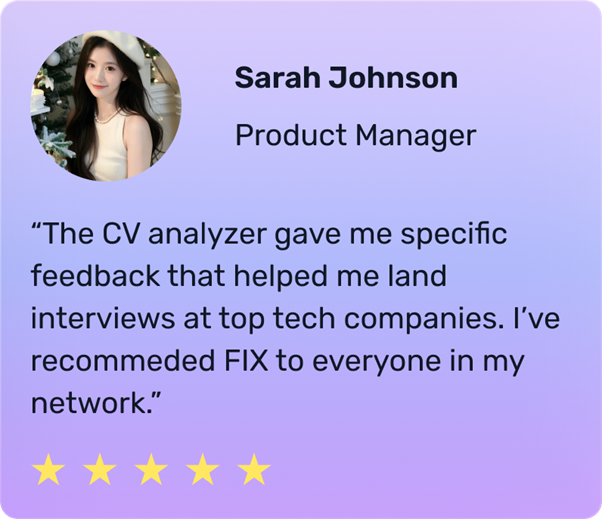 Sarah Johnson
Product Manager
“The CV analyzer gave me specific
feedback that helped me land
interviews at top tech companies. I’ve
recommeded FIX to everyone in my
network.”